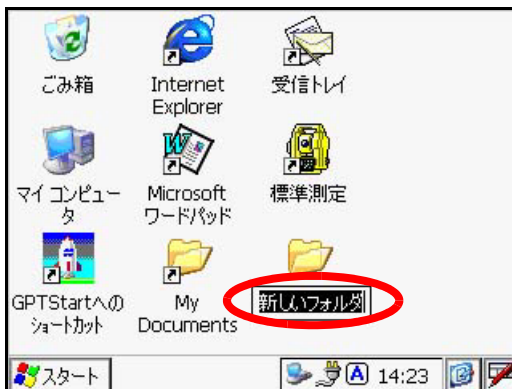 ごみ箱
Internet
Explorer
受信トレイ
マイ コンピュー
タ
Microsoft
ワードパッド
標準測定
GPTStartへの
ショートカット
My
Documents
新しいフォルダ
スタート
A
14:23